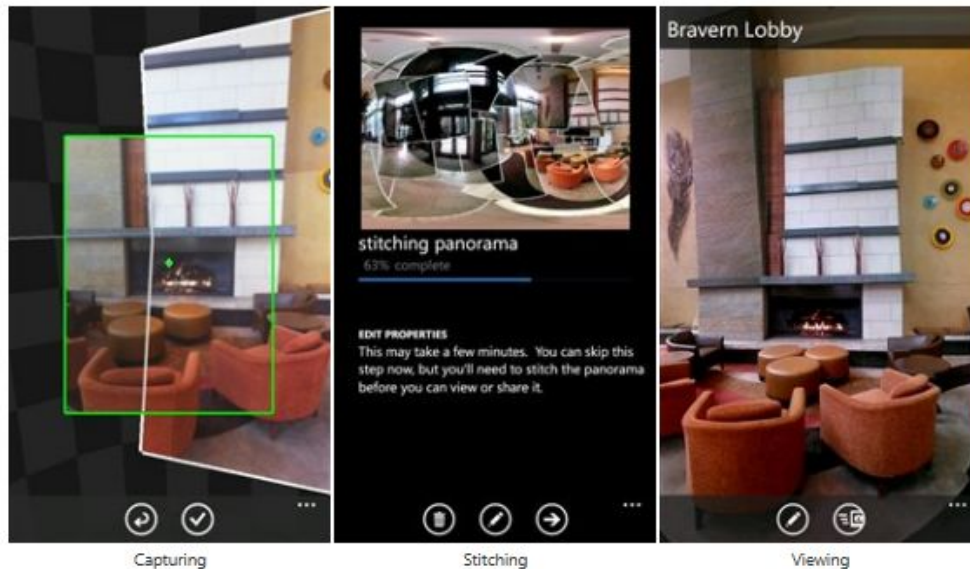 Bravern Lobby
stitching panorama
63% complete
EDIT PROPERTIES
This may take a few minutes. You can skip this
step now, but you'll need to stitch the panorama
before you can view or share it.
Capturing
Stitching
Viewing